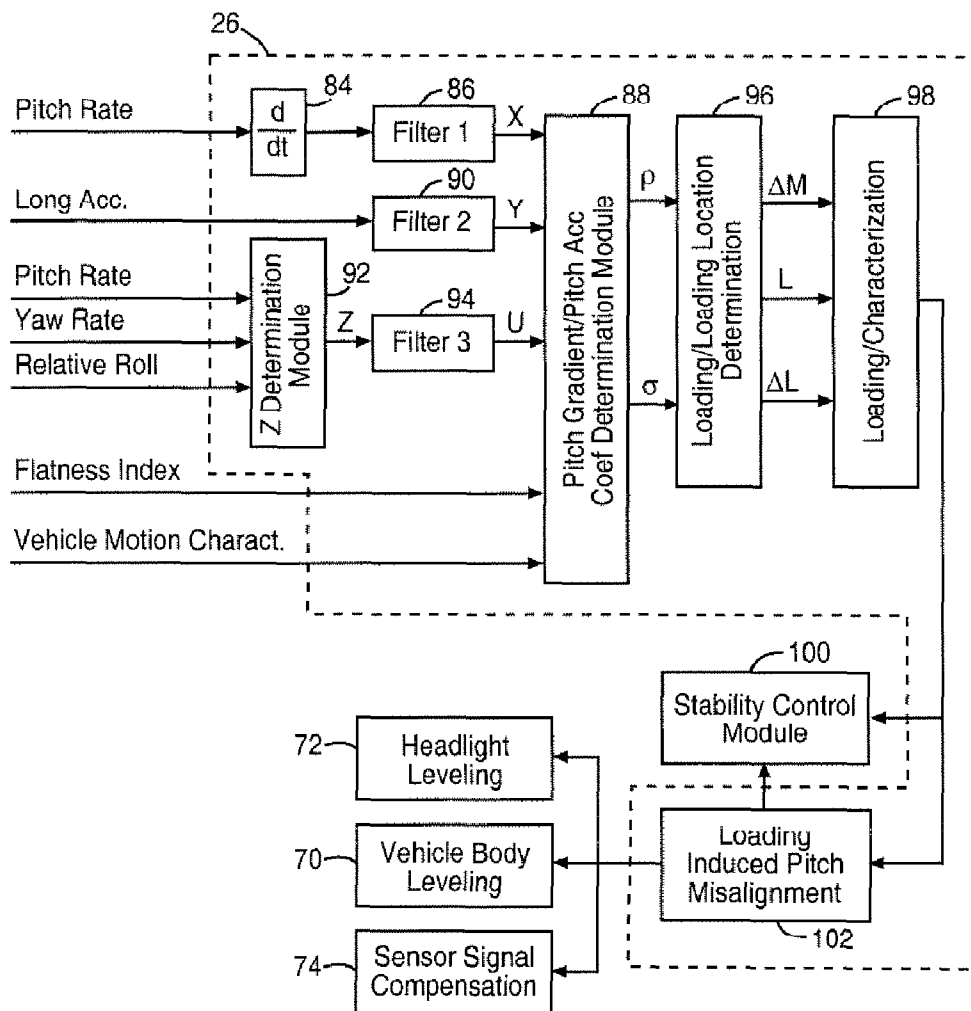 26
Pitch Rate
d
dt
84
86
Filter 1
X
88
96
98
Long Acc.
90
Filter 2
Y
Pitch Rate
Yaw Rate
Relative Roll
Z Determination
Module
92
Z
94
Filter 3
U
Flatness Index
Vehicle Motion Charact.
Pitch Gradient/Pitch Acc
Coef Determination Module
ρ
σ
Loading/Loading Location
Determination
ΔM
L
ΔL
Loading/Characterization
100
Stability Control
Module
72
Headlight
Leveling
70
Vehicle Body
Leveling
74
Sensor Signal
Compensation
Loading
Induced Pitch
Misalignment
102